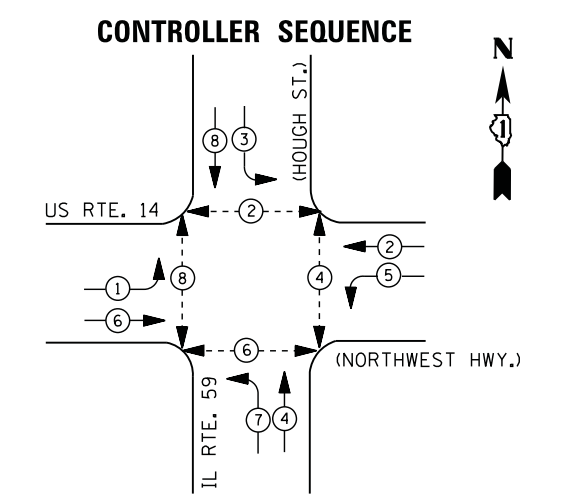 CONTROLLER SEQUENCE
N
(HOUGH ST.)
8
3
1
US RTE. 14
2
2
8
4
5
1
6
6
(NORTHWEST HWY.)
IL RTE. 59
7
4